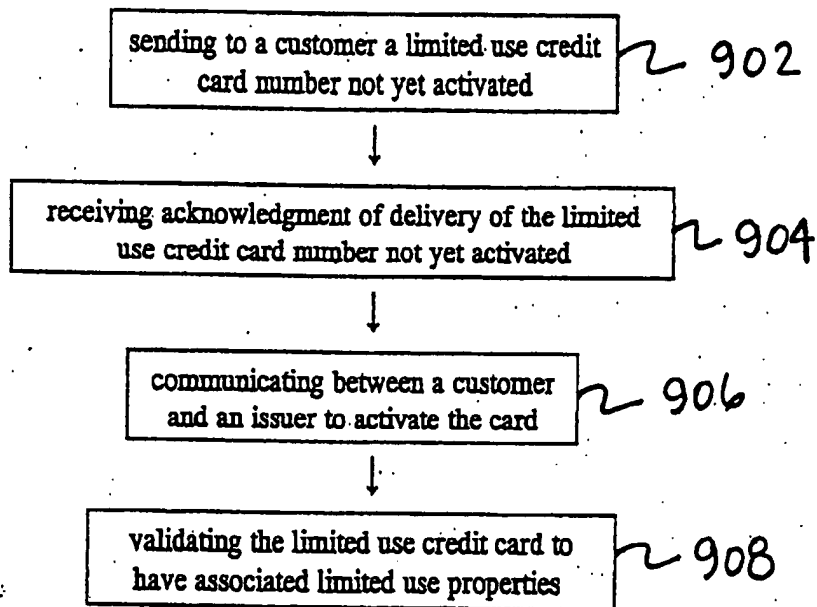 sending to a customer a limited use credit
card number not yet activated
902
receiving acknowledgment of delivery of the limited
use credit card number not yet activated
904
communicating between a customer
and an issuer to activate the card
906
validating the limited use credit card to
have associated limited use properties
908